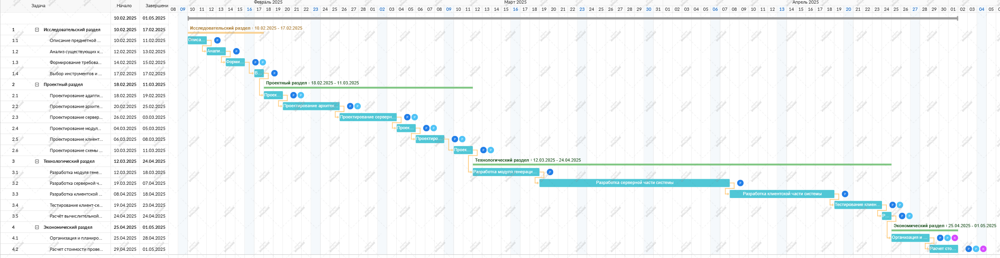 Задача Начало Завершени Февраль 2025 Март 2025 Апрель 2025
08 09 10 11 12 13 14 15 16 17 18 19 20 21 22 23 24 25 26 27 28 01 02 03 04 05 06 07 08 09 10 11 12 13 14 15 16 17 18 19 20 21 22 23 24 25 26 27 28 29 30 31 01 02 03 04 05 06 07 08 09 10 11 12 13 14 15 16 17 18 19 20 21 22 23 24 25 26 27 28 29 30 01 02 03 04 05
10.02.2025 01.05.2025
1 Исследовательский раздел 10.02.2025 17.02.2025 Исследовательский раздел 10.02.2025 - 17.02.2025
1.1 Описание предметной ... 10.02.2025 11.02.2025 Описа... P
1.2 Анализ существующих к... 12.02.2025 13.02.2025 Анали... P
1.3 Формирование требова... 14.02.2025 15.02.2025 Форми... P P
1.4 Выбор инструментов и ... 17.02.2025 17.02.2025 В... P
2 Проектный раздел 18.02.2025 11.03.2025 Проектный раздел 18.02.2025 - 11.03.2025
2.1 Проектирование адапти... 18.02.2025 19.02.2025 Проек... P P
2.2 Проектирование архите... 20.02.2025 25.02.2025 Проектирование архитек... P P
2.3 Проектирование сервер... 26.02.2025 03.03.2025 Проектирование серверн... P P
2.4 Проектирование модул... 04.03.2025 05.03.2025 Проек... P P
2.5 Проектирование клиент... 06.03.2025 08.03.2025 Проектиро... P P
2.6 Проектирование схемы ... 10.03.2025 11.03.2025 Проек... P P
3 Технологический раздел 12.03.2025 24.04.2025 Технологический раздел 12.03.2025 - 24.04.2025
3.1 Разработка модуля гене... 12.03.2025 18.03.2025 Разработка модуля генераци... P
3.2 Разработка серверной ч... 19.03.2025 07.04.2025 Разработка серверной части системы P
3.3 Разработка клиентской ... 08.04.2025 18.04.2025 Разработка клиентской части системы P
3.4 Тестирование клиент-се... 19.04.2025 23.04.2025 Тестирование клиен... P P
3.5 Расчёт вычислительной... 24.04.2025 24.04.2025 Р... P P
4 Экономический раздел 25.04.2025 01.05.2025 Экономический раздел 25.04.2025 - 01.05.2025
4.1 Организация и планиро... 25.04.2025 28.04.2025 Организация и ... P P K
4.2 Расчет стоимости прове... 29.04.2025 01.05.2025 Расчет сто... P P K